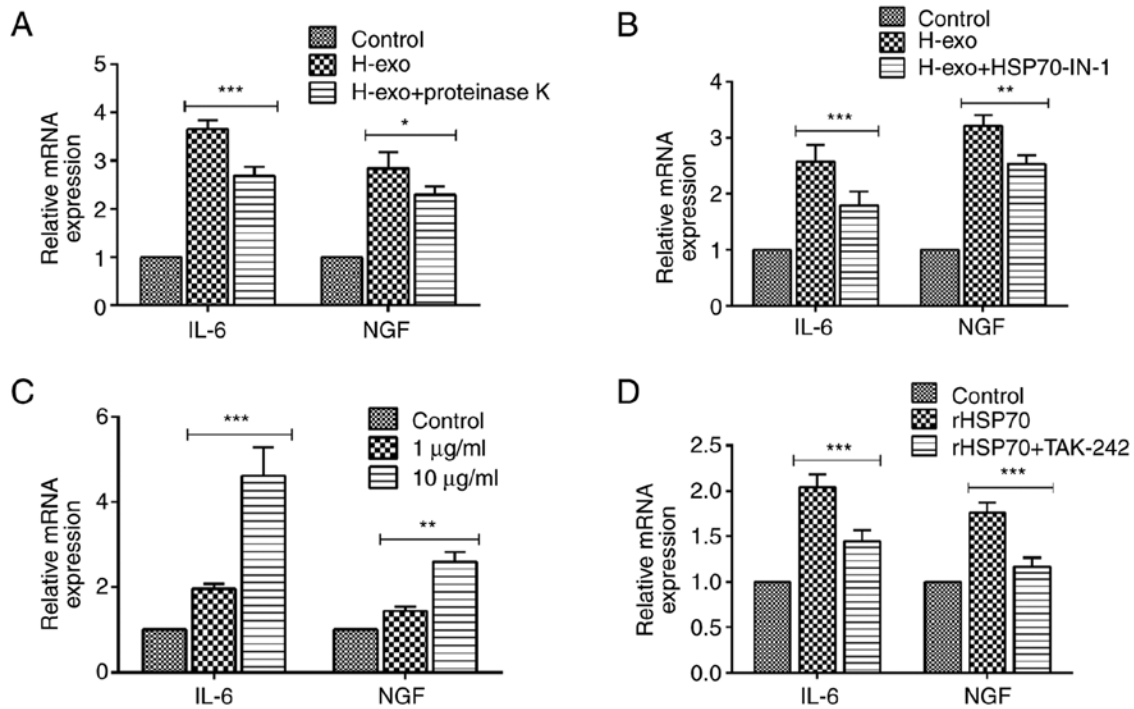 A
Control
H-exo
H-exo+proteinase K
Relative mRNA
expression
5
4
3
2
1
0
***
*
IL-6
NGF
B
Control
H-exo
H-exo+HSP70-IN-1
Relative mRNA
expression
4
3
2
1
0
***
**
IL-6
NGF
C
Control
1 μg/ml
10 μg/ml
Relative mRNA
expression
6
4
2
0
***
**
IL-6
NGF
D
Control
rHSP70
rHSP70+TAK-242
Relative mRNA
expression
2.5
2.0
1.5
1.0
0.5
0.0
***
***
IL-6
NGF